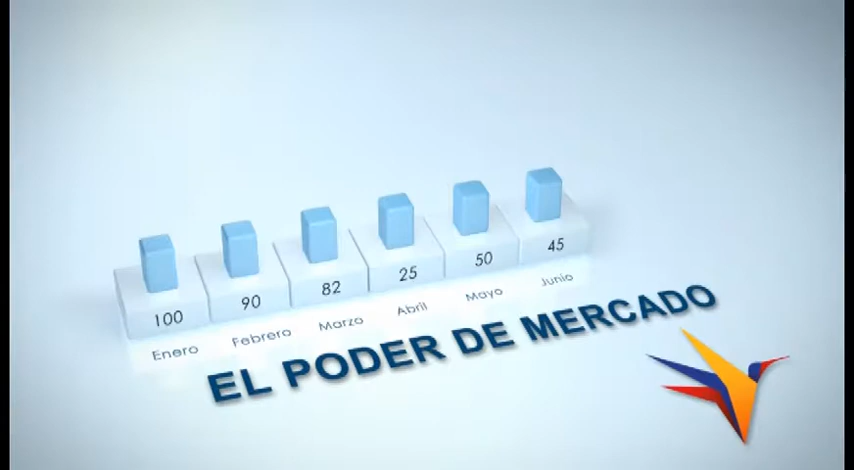 100 90 82 25 50 45
Enero Febrero Marzo Abril Mayo Junio
EL PODER DE MERCADO